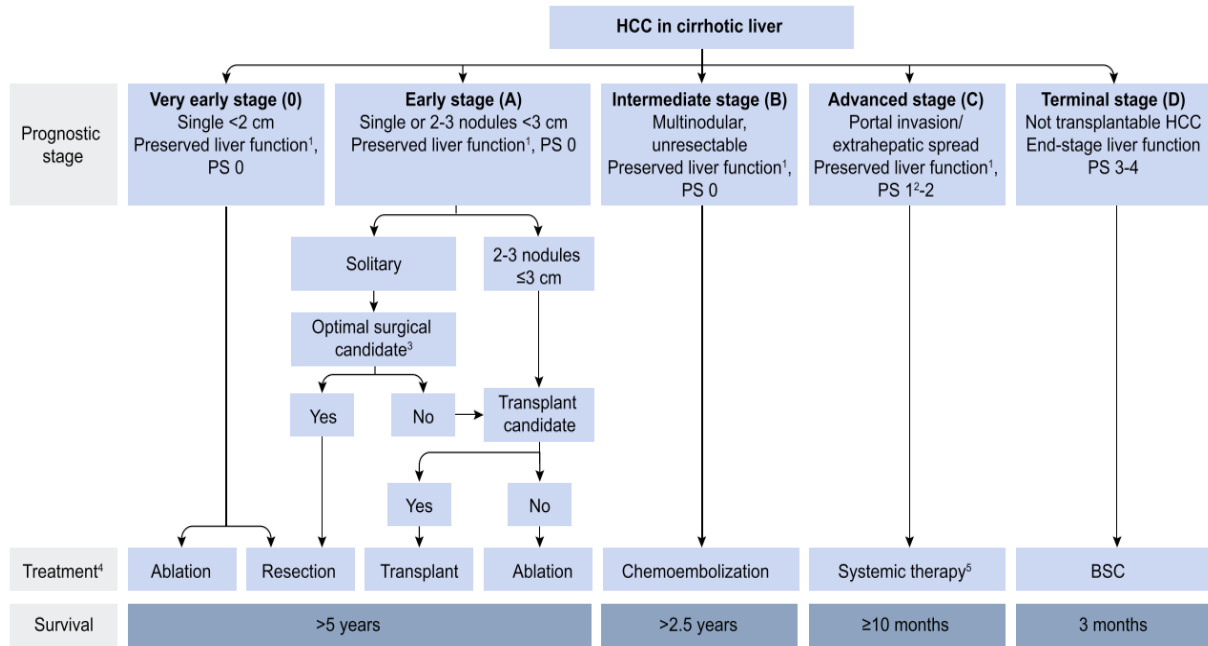 HCC in cirrhotic liver
Prognostic
stage
Very early stage (0)
Single <2 cm
Preserved liver function¹,
PS 0
Early stage (A)
Single or 2-3 nodules <3 cm
Preserved liver function¹, PS 0
Intermediate stage (B)
Multinodular,
unresectable
Preserved liver function¹,
PS 0
Advanced stage (C)
Portal invasion/
extrahepatic spread
Preserved liver function¹,
PS 1²-2
Terminal stage (D)
Not transplantable HCC
End-stage liver function
PS 3-4
Solitary
2-3 nodules
≤3 cm
Optimal surgical
candidate³
Yes
No
Transplant
candidate
Yes
No
Treatment⁴
Ablation
Resection
Transplant
Ablation
Chemoembolization
Systemic therapy⁵
BSC
Survival
>5 years
>2.5 years
≥10 months
3 months